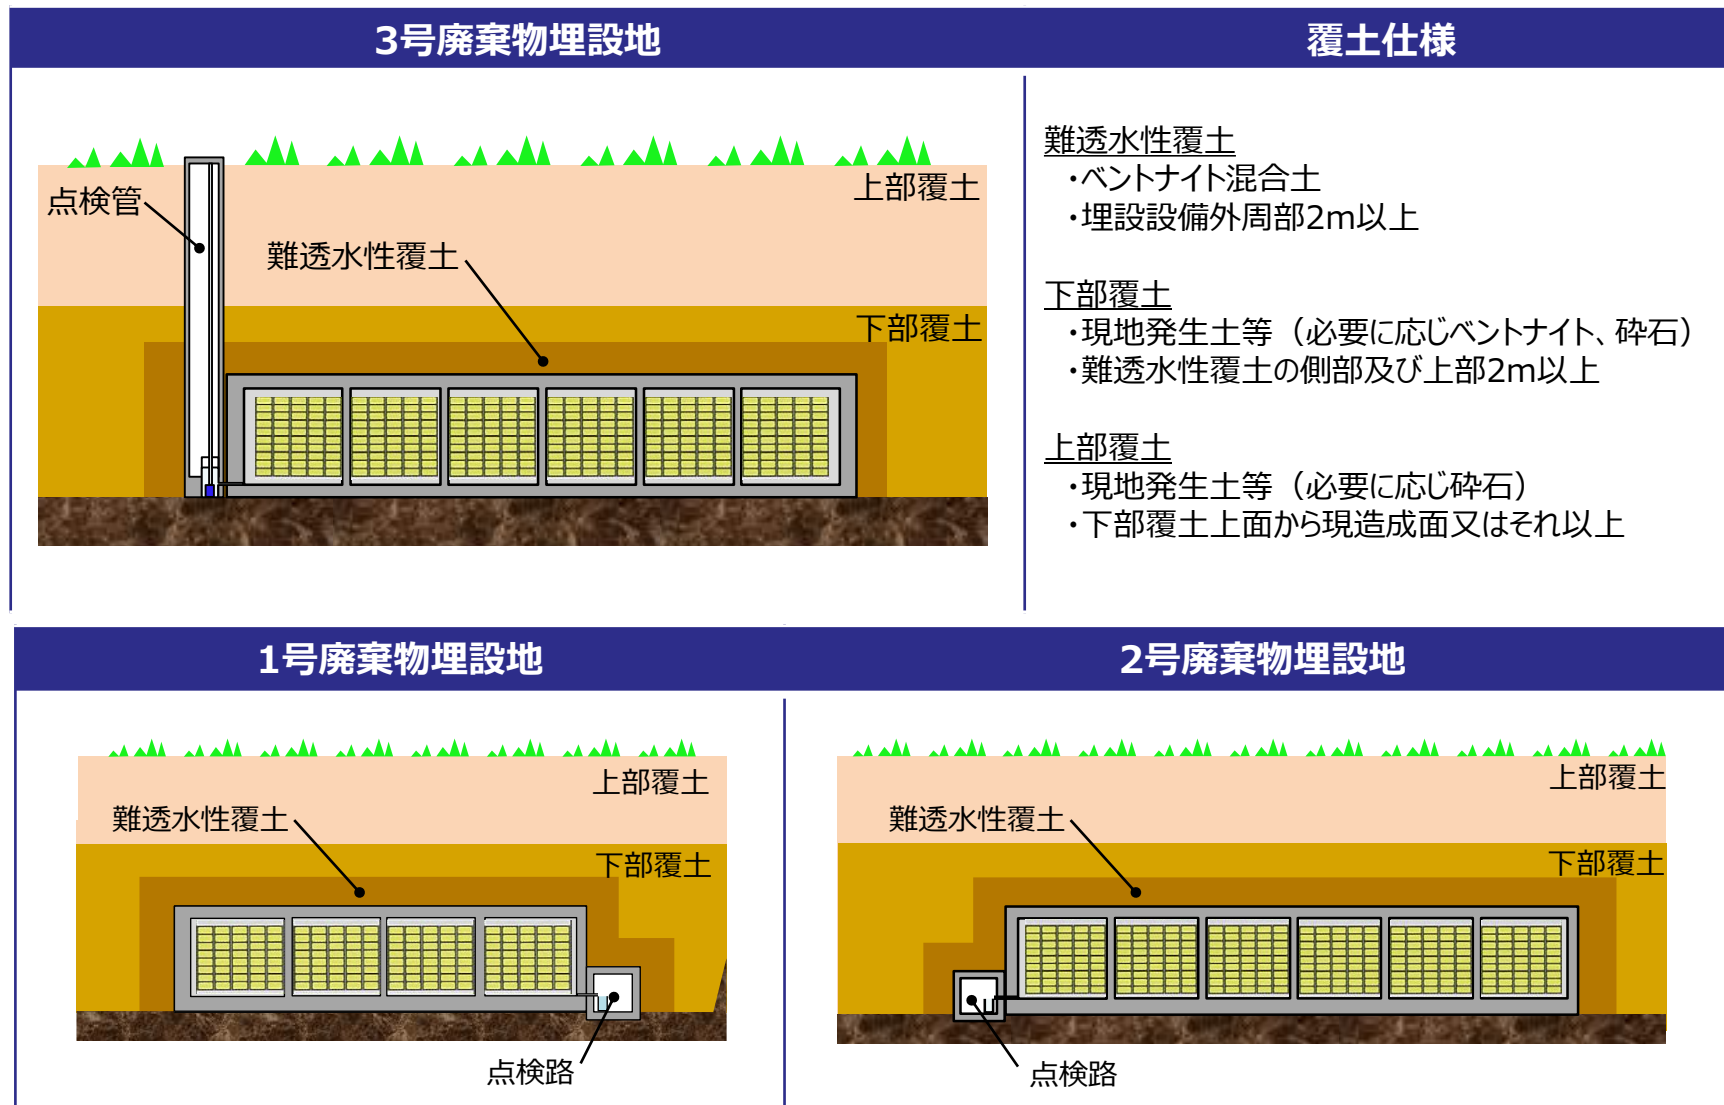 3号廃棄物埋設地
覆土仕様
点検管
難透水性覆土
上部覆土
下部覆土
難透水性覆土
・ベントナイト混合土
・埋設設備外周部2m以上
下部覆土
・現地発生土等（必要に応じベントナイト、砕石）
・難透水性覆土の側部及び上部2m以上
上部覆土
・現地発生土等（必要に応じ砕石）
・下部覆土上面から現造成面又はそれ以上
1号廃棄物埋設地
2号廃棄物埋設地
上部覆土
難透水性覆土
下部覆土
点検路
上部覆土
難透水性覆土
下部覆土
点検路